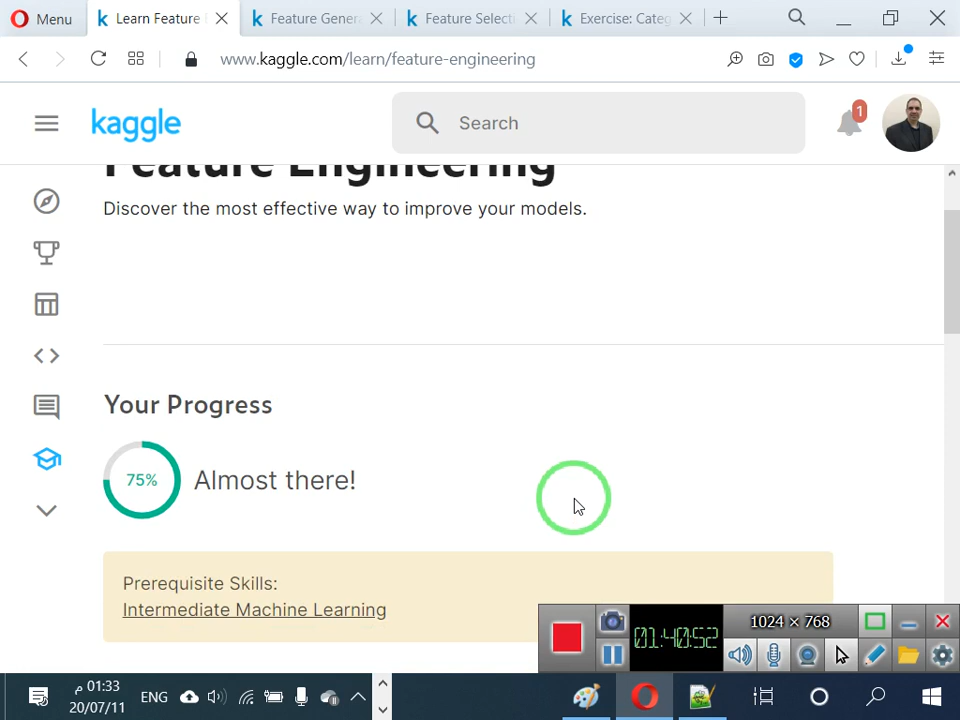 Menu
Learn Feature
Feature Gener
Feature Selecti
Exercise: Categ
www.kaggle.com/learn/feature-engineering
kaggle
Search
1
Feature Engineering
Discover the most effective way to improve your models.
Your Progress
75%
Almost there!
Prerequisite Skills:
Intermediate Machine Learning
01:40:52
1024 × 768
01:33 م
ENG
20/07/11